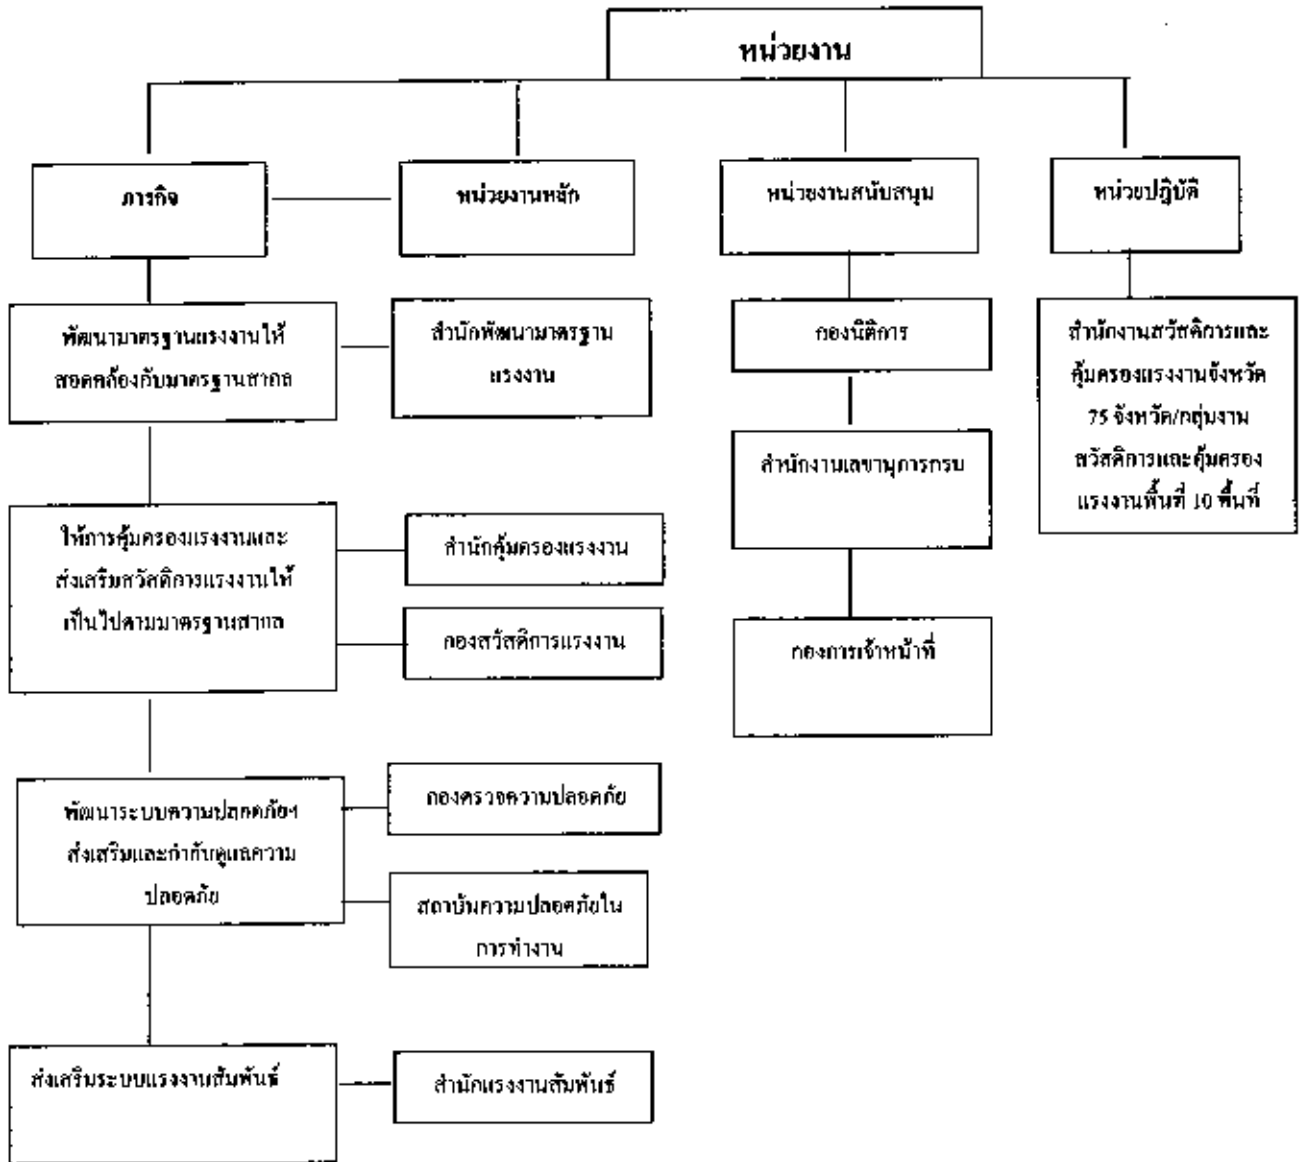 หน่วยงาน
ภารกิจ
หน่วยงานหลัก
หน่วยงานสนับสนุน
หน่วยปฏิบัติ
พัฒนามาตรฐานแรงงานให้
สอดคล้องกับมาตรฐานสากล
สำนักพัฒนามาตรฐาน
แรงงาน
กองนิติการ
สำนักงานสวัสดิการและ
คุ้มครองแรงงานจังหวัด
75 จังหวัด/กลุ่มงาน
สวัสดิการและคุ้มครอง
แรงงานพื้นที่ 10 พื้นที่
สำนักงานเลขานุการกรม
ให้การคุ้มครองแรงงานและ
ส่งเสริมสวัสดิการแรงงานให้
เป็นไปตามมาตรฐานสากล
สำนักคุ้มครองแรงงาน
กองสวัสดิการแรงงาน
กองการเจ้าหน้าที่
พัฒนาระบบความปลอดภัยฯ
ส่งเสริมและกำกับดูแลความ
ปลอดภัย
กองตรวจความปลอดภัย
สถาบันความปลอดภัยใน
การทำงาน
ส่งเสริมระบบแรงงานสัมพันธ์
สำนักแรงงานสัมพันธ์